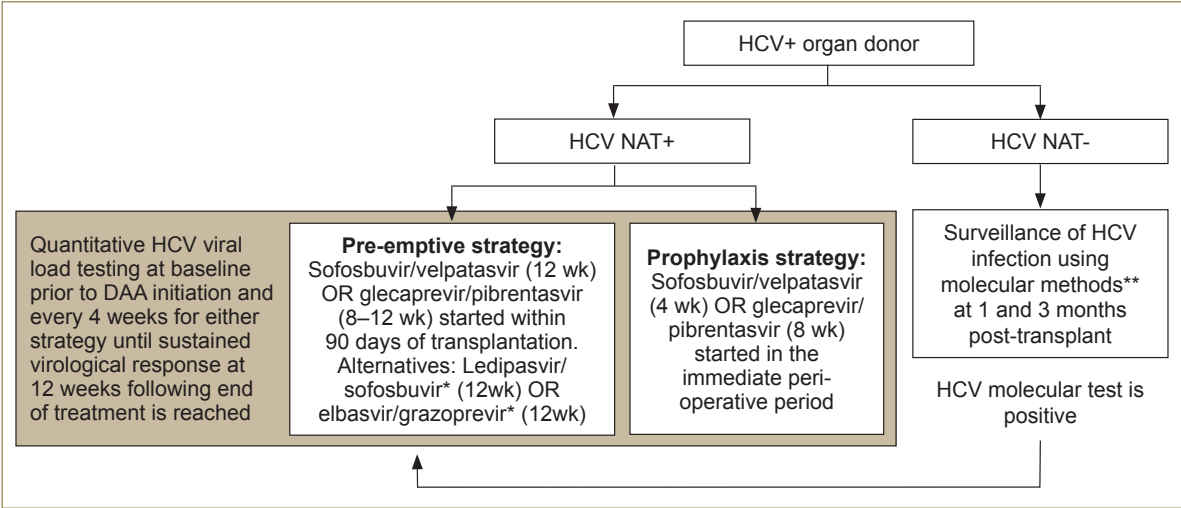 HCV+ organ donor
HCV NAT+
HCV NAT-
Quantitative HCV viral
load testing at baseline
prior to DAA initiation and
every 4 weeks for either
strategy until sustained
virological response at
12 weeks following end
of treatment is reached
Pre-emptive strategy:
Sofosbuvir/velpatasvir (12 wk)
OR glecaprevir/pibrentasvir
(8–12 wk) started within
90 days of transplantation.
Alternatives: Ledipasvir/
sofosbuvir* (12wk) OR
elbasvir/grazoprevir* (12wk)
Prophylaxis strategy:
Sofosbuvir/velpatasvir
(4 wk) OR glecaprevir/
pibrentasvir (8 wk)
started in the
immediate peri-
operative period
Surveillance of HCV
infection using
molecular methods**
at 1 and 3 months
post-transplant
HCV molecular test is
positive